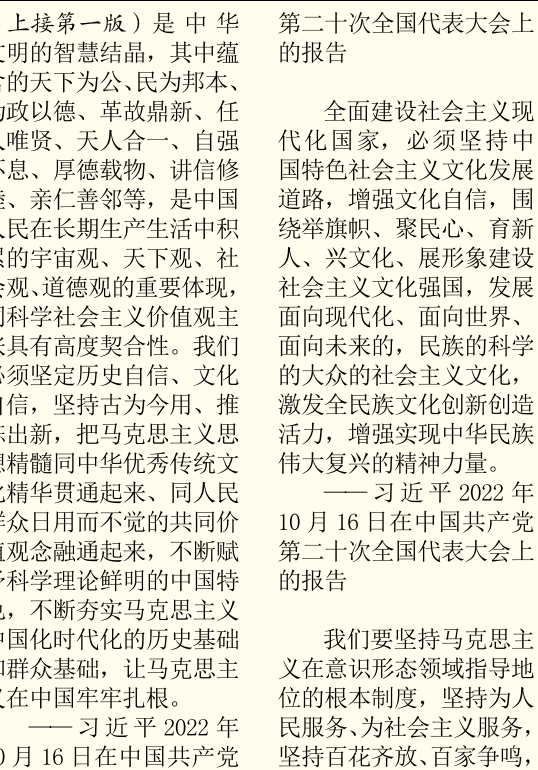 上接第一版）是中华
文明的智慧结晶，其中蕴
含的天下为公、民为邦本、
为政以德、革故鼎新、任
人唯贤、天人合一、自强
不息、厚德载物、讲信修
睦、亲仁善邻等，是中国
人民在长期生产生活中积
累的宇宙观、天下观、社
会观、道德观的重要体现，
同科学社会主义价值观主
张具有高度契合性。我们
必须坚定历史自信、文化
自信，坚持古为今用、推
陈出新，把马克思主义思
想精髓同中华优秀传统文
化精华贯通起来、同人民
群众日用而不觉的共同价
值观念融通起来，不断赋
予科学理论鲜明的中国特
色，不断夯实马克思主义
中国化时代化的历史基础
和群众基础，让马克思主
义在中国牢牢扎根。
——习近平 2022 年
0 月 16 日在中国共产党
第二十次全国代表大会上
的报告
全面建设社会主义现
代化国家，必须坚持中
国特色社会主义文化发展
道路，增强文化自信，围
绕举旗帜、聚民心、育新
人、兴文化、展形象建设
社会主义文化强国，发展
面向现代化、面向世界、
面向未来的，民族的科学
的大众的社会主义文化，
激发全民族文化创新创造
活力，增强实现中华民族
伟大复兴的精神力量。
——习近平 2022 年
10 月 16 日在中国共产党
第二十次全国代表大会上
的报告
我们要坚持马克思主
义在意识形态领域指导地
位的根本制度，坚持为人
民服务、为社会主义服务，
坚持百花齐放、百家争鸣，